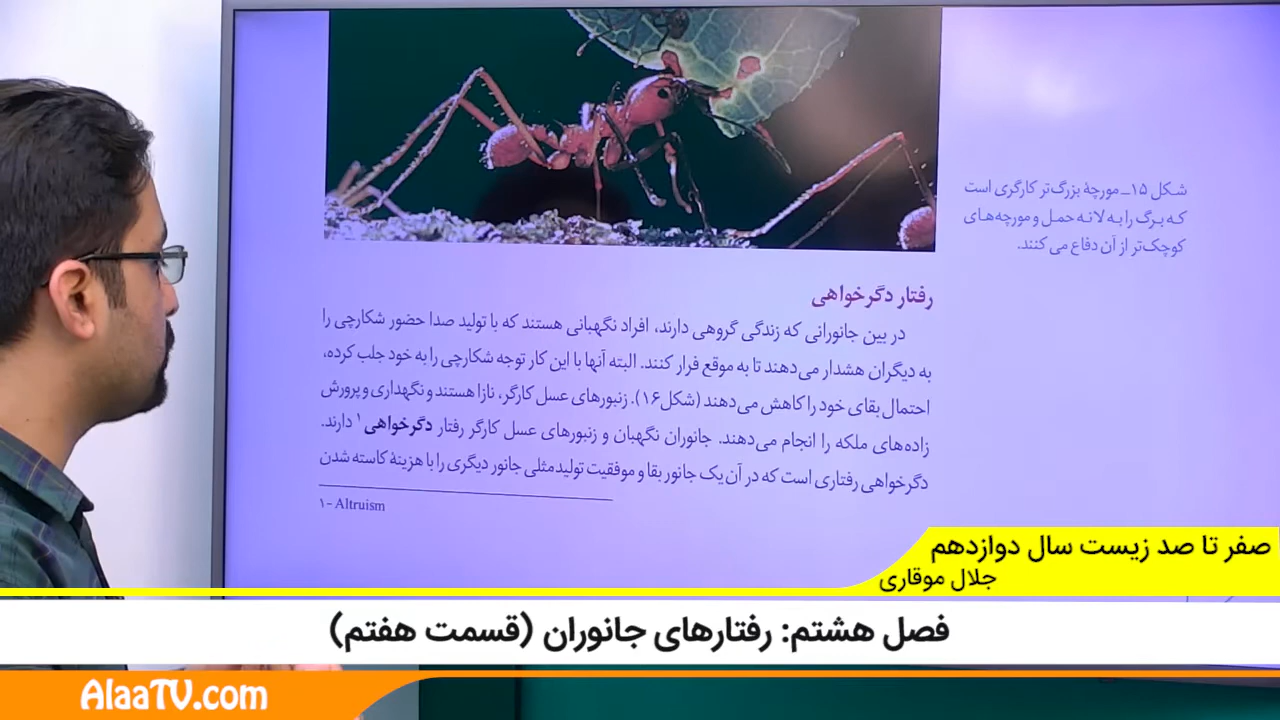 شکل ۱۵ـ مورچهٔ بزرگ‌تر کارگری است
که برگ را به لانه حمل و مورچه‌های
کوچک‌تر از آن دفاع می کنند.
رفتار دگرخواهی
در بین جانورانی که زندگی گروهی دارند، افراد نگهبانی هستند که با تولید صدا حضور شکارچی را
به دیگران هشدار می‌دهند تا به موقع فرار کنند. البته آنها با این کار توجه شکارچی را به خود جلب کرده،
احتمال بقای خود را کاهش می‌دهند (شکل۱۶). زنبورهای عسل کارگر، نازا هستند و نگهداری و پرورش
زاده‌های ملکه را انجام می‌دهند. جانوران نگهبان و زنبورهای عسل کارگر رفتار دگرخواهی۱ دارند.
دگرخواهی رفتاری است که در آن یک جانور بقا و موفقیت تولیدمثلی جانور دیگری را با هزینهٔ کاسته شدن
۱- Altruism
صفر تا صد زیست سال دوازدهم
جلال موقاری
فصل هشتم: رفتارهای جانوران (قسمت هفتم)
AlaaTV.com